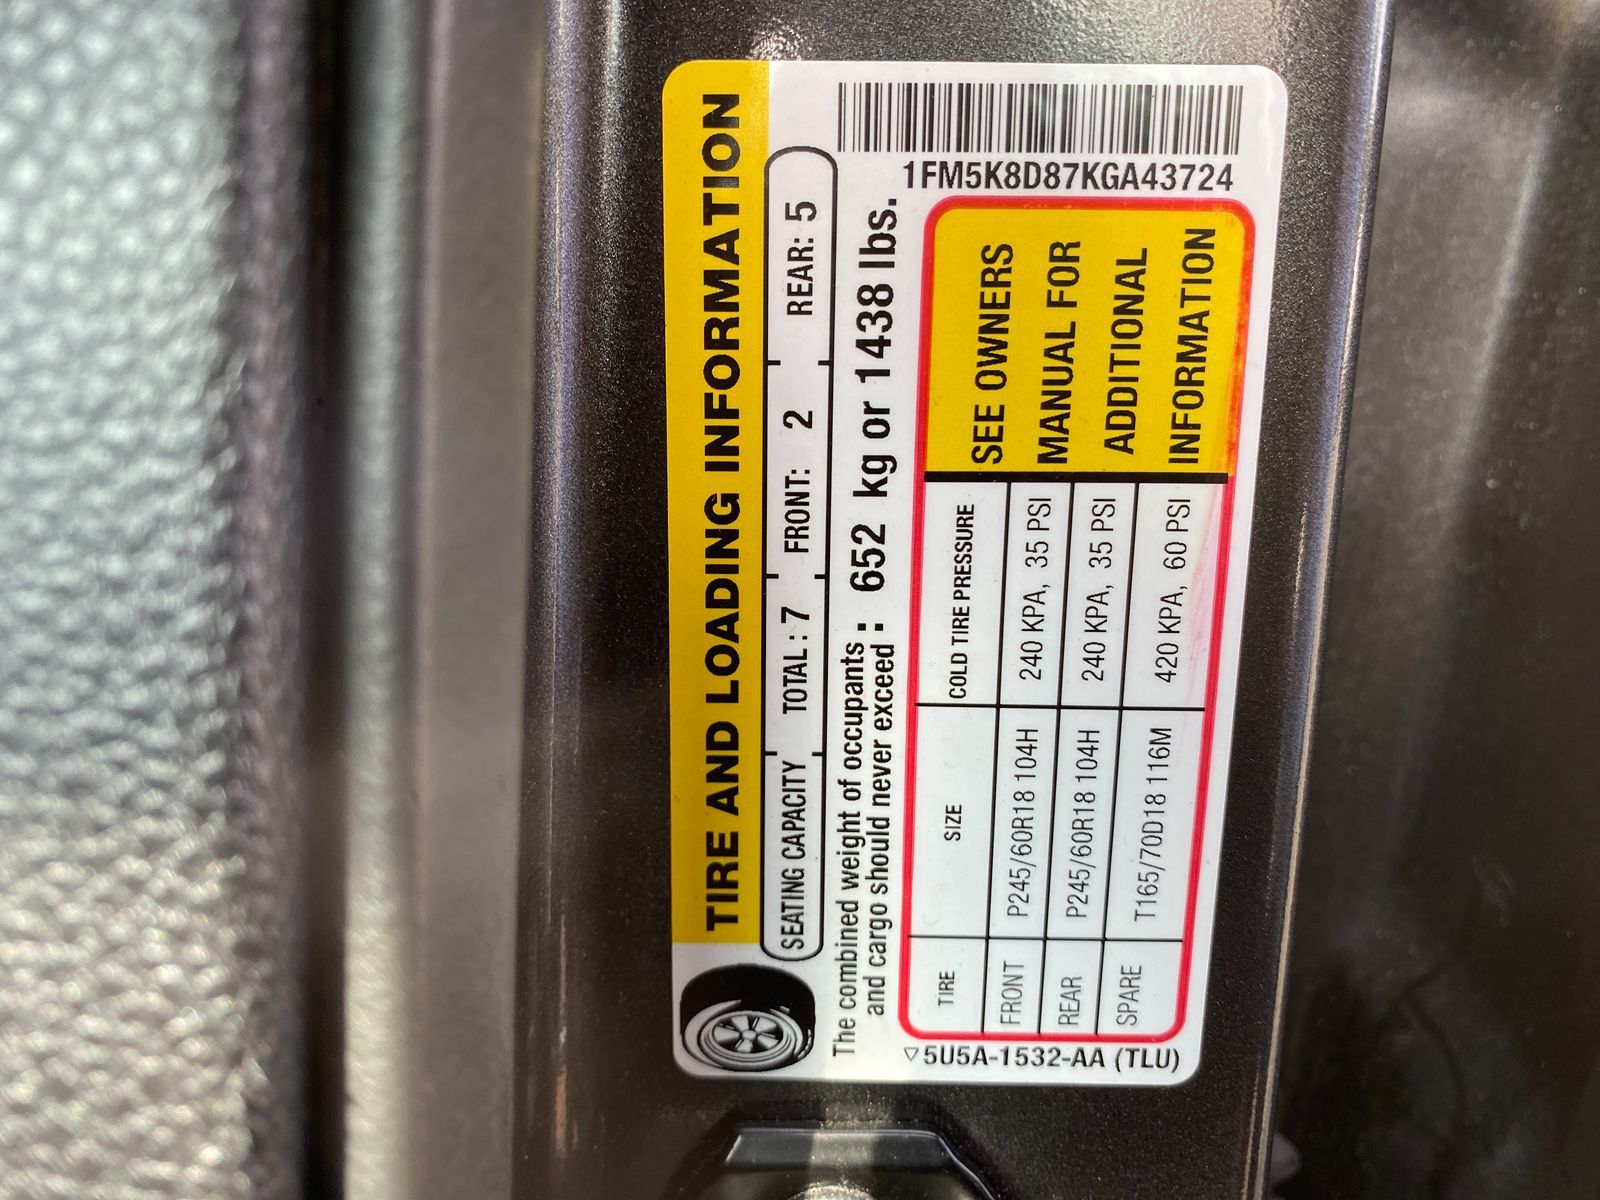 TIRE AND LOADING INFORMATION
SEATING CAPACITY TOTAL : 7 FRONT: 2 REAR: 5
The combined weight of occupants
and cargo should never exceed : 652 kg or 1438 lbs.
TIRE SIZE COLD TIRE PRESSURE
FRONT P245/60R18 104H 240 KPA, 35 PSI
REAR P245/60R18 104H 240 KPA, 35 PSI
SPARE T165/70D18 116M 420 KPA, 60 PSI
SEE OWNERS
MANUAL FOR
ADDITIONAL
INFORMATION
5U5A-1532-AA (TLU)
1FM5K8D87KGA43724